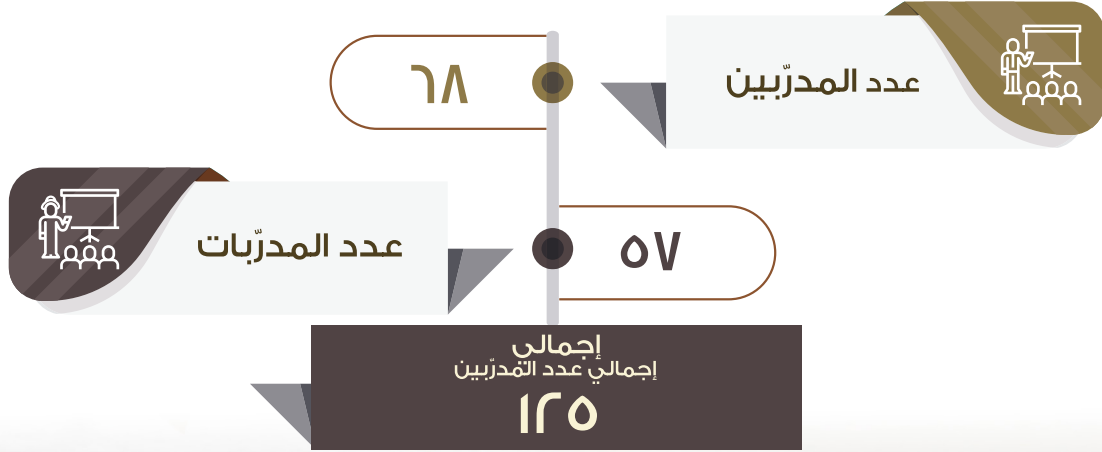 عدد المدرّبين
٦٨
عدد المدرّبات
٥٧
إجمالي
إجمالي عدد المدرّبين
١٢٥